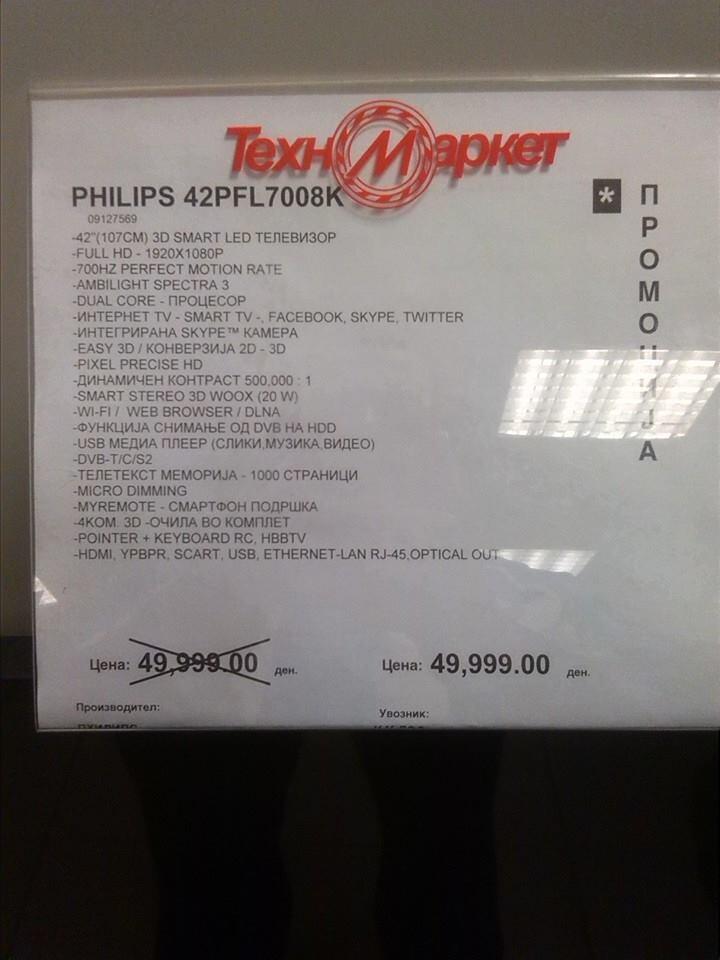 ТехноМаркет
PHILIPS 42PFL7008K
09127569
* ПРОМОЦИЈА
-42"(107CM) 3D SMART LED ТЕЛЕВИЗОР
-FULL HD - 1920X1080P
-700HZ PERFECT MOTION RATE
-AMBILIGHT SPECTRA 3
-DUAL CORE - ПРОЦЕСОР
-ИНТЕРНЕТ TV - SMART TV -, FACEBOOK, SKYPE, TWITTER
-ИНТЕГРИРАНА SKYPE™ КАМЕРА
-EASY 3D / КОНВЕРЗИЈА 2D - 3D
-PIXEL PRECISE HD
-ДИНАМИЧЕН КОНТРАСТ 500,000 : 1
-SMART STEREO 3D WOOX (20 W)
-WI-FI / WEB BROWSER / DLNA
-ФУНКЦИЈА СНИМАЊЕ ОД DVB НА HDD
-USB МЕДИА ПЛЕЕР (СЛИКИ,МУЗИКА,ВИДЕО)
-DVB-T/C/S2
-ТЕЛЕТЕКСТ МЕМОРИЈА - 1000 СТРАНИЦИ
-MICRO DIMMING
-MYREMOTE - СМАРТФОН ПОДРШКА
-4КОМ. 3D -ОЧИЛА ВО КОМПЛЕТ
-POINTER + KEYBOARD RC, HBBTV
-HDMI, YPBPR, SCART, USB, ETHERNET-LAN RJ-45,OPTICAL OUT
Цена: 49,999.00 ден. Цена: 49,999.00 ден.
Производител: Увозник: